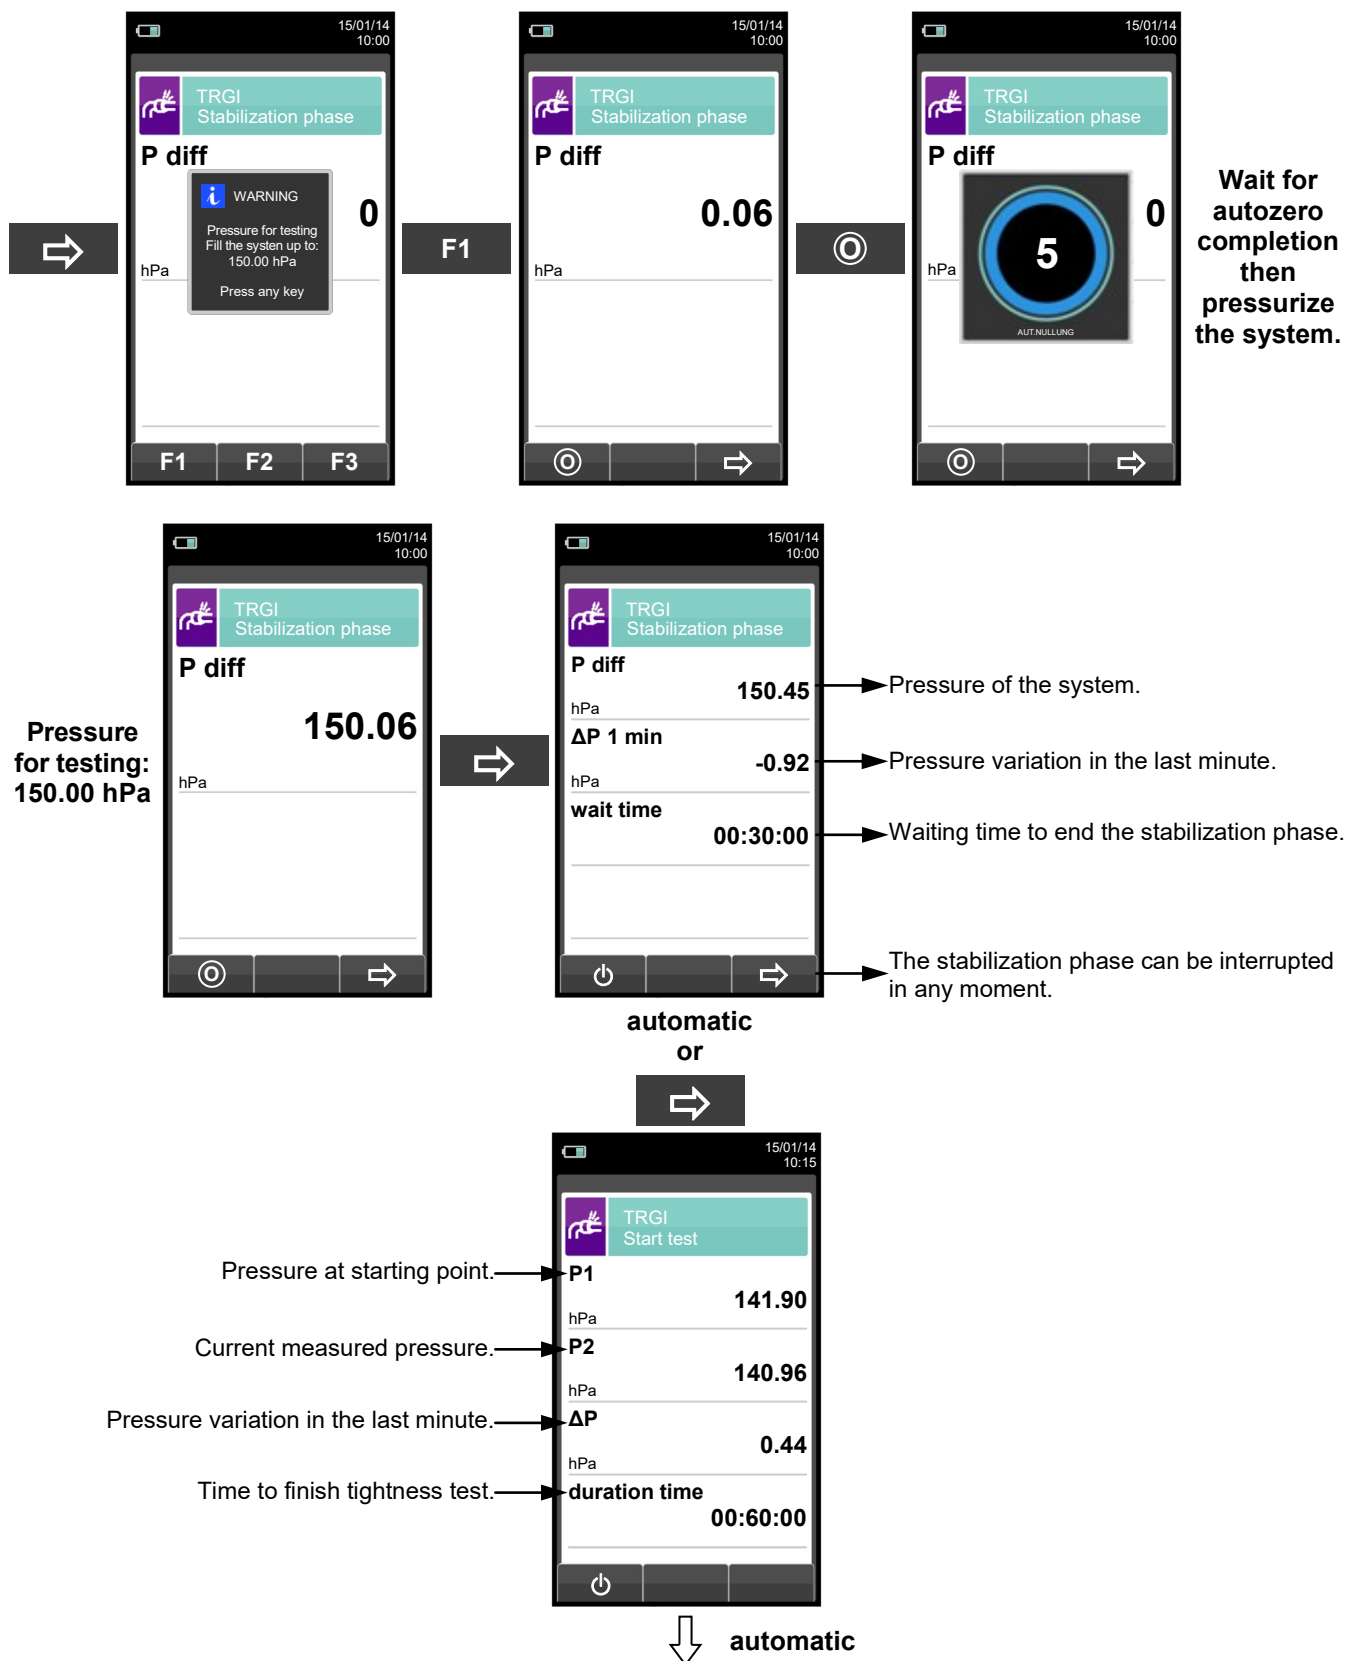 15/01/14
10:00
TRGI
Stabilization phase
P diff
WARNING
Pressure for testing
Fill the systen up to:
150.00 hPa
Press any key
0
hPa
F1 F2 F3
F1
15/01/14
10:00
TRGI
Stabilization phase
P diff
0.06
hPa
15/01/14
10:00
TRGI
Stabilization phase
P diff
5
AUT.NULLUNG
0
hPa
Wait for
autozero
completion
then
pressurize
the system.
Pressure
for testing:
150.00 hPa
15/01/14
10:00
TRGI
Stabilization phase
P diff
150.06
hPa
15/01/14
10:00
TRGI
Stabilization phase
P diff
150.45
hPa
ΔP 1 min
-0.92
hPa
wait time
00:30:00
Pressure of the system.
Pressure variation in the last minute.
Waiting time to end the stabilization phase.
The stabilization phase can be interrupted
in any moment.
automatic
or
15/01/14
10:15
TRGI
Start test
Pressure at starting point.
P1
141.90
hPa
Current measured pressure.
P2
140.96
hPa
Pressure variation in the last minute.
ΔP
0.44
hPa
Time to finish tightness test.
duration time
00:60:00
automatic